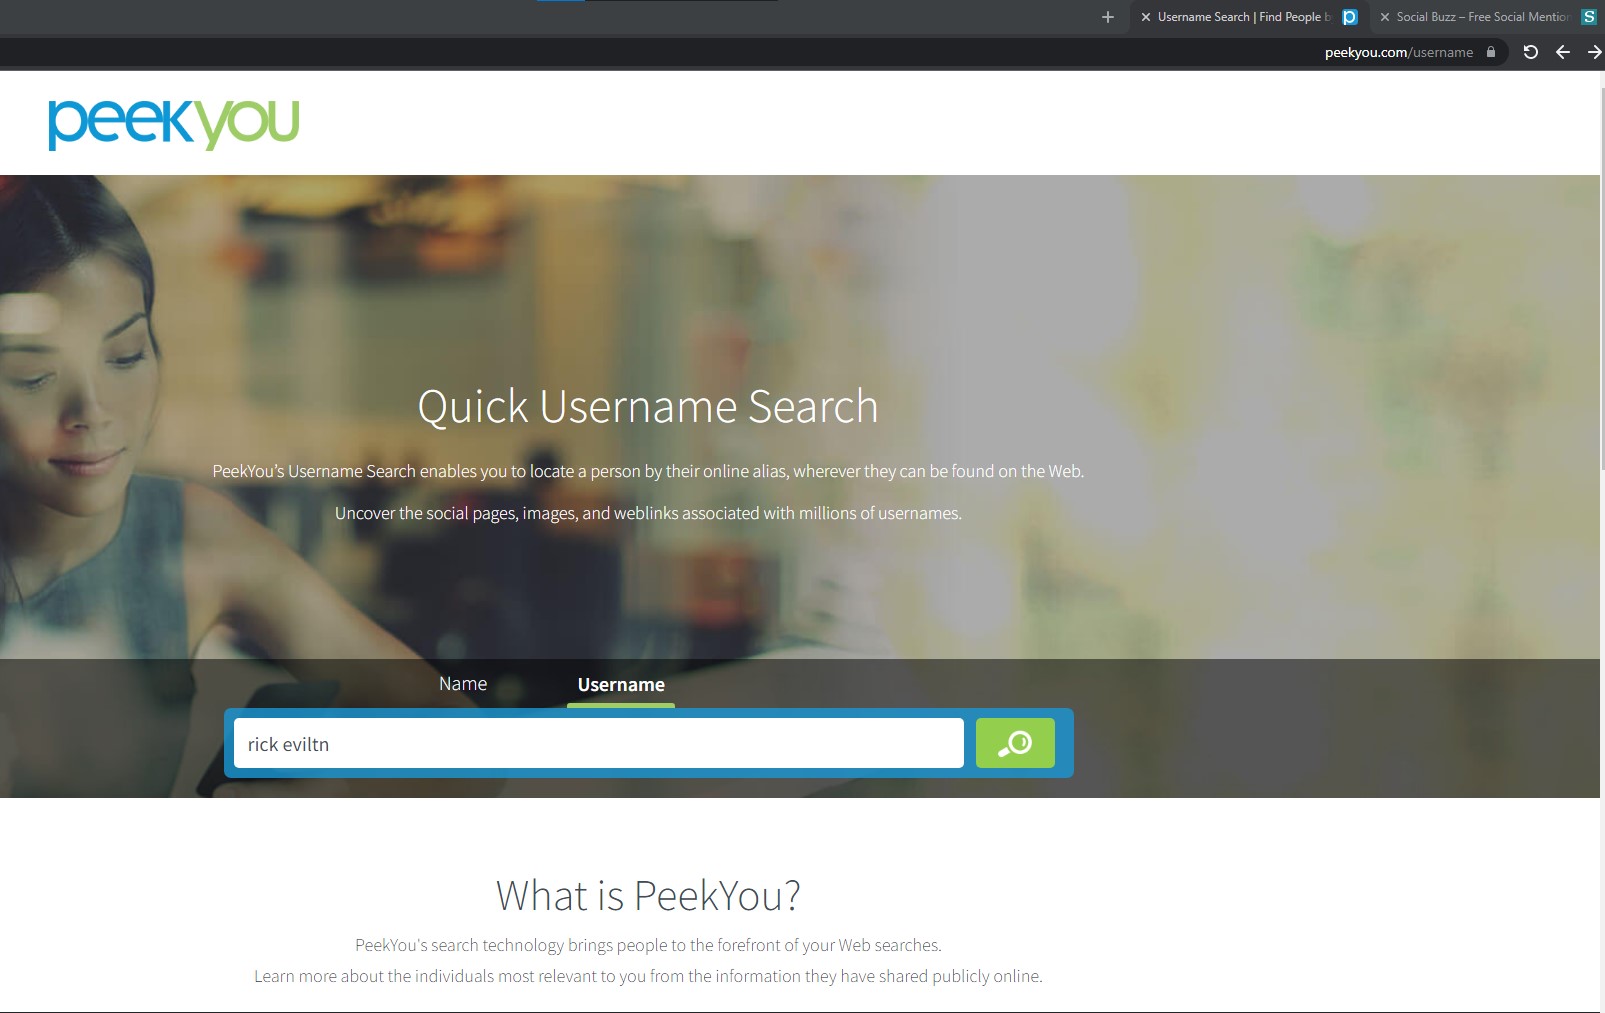 Username Search | Find People b
Social Buzz – Free Social Mention
S
peekyou.com/username
peekyou
Quick Username Search
PeekYou’s Username Search enables you to locate a person by their online alias, wherever they can be found on the Web.
Uncover the social pages, images, and weblinks associated with millions of usernames.
Name
Username
rick eviltn
What is PeekYou?
PeekYou's search technology brings people to the forefront of your Web searches.
Learn more about the individuals most relevant to you from the information they have shared publicly online.